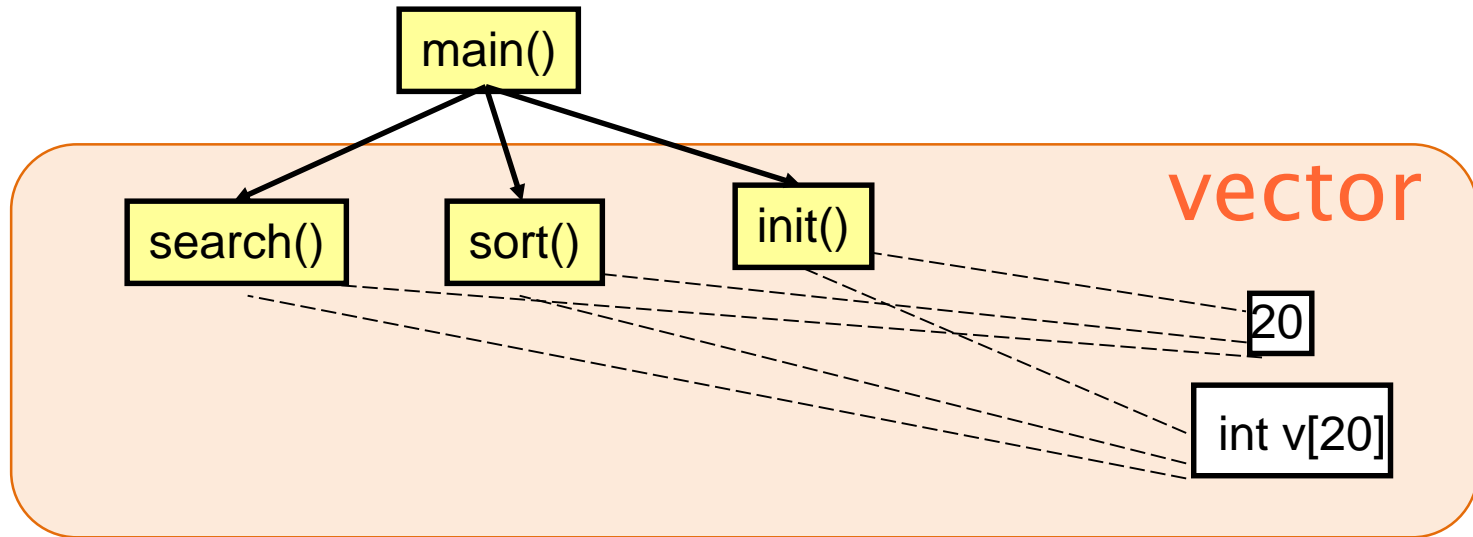 main()
vector
search()
sort()
init()
20
int v[20]